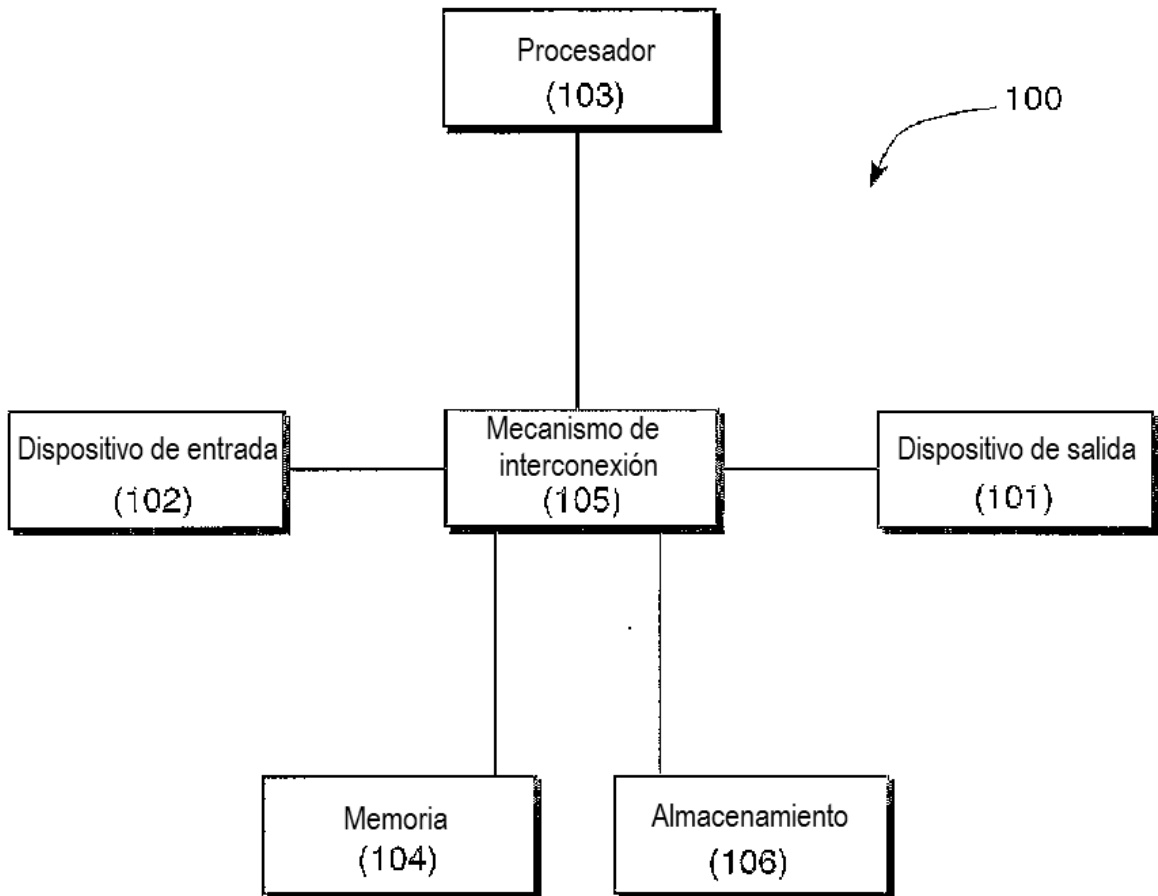 Procesador
(103)
100
Dispositivo de entrada
(102)
Mecanismo de
interconexión
(105)
Dispositivo de salida
(101)
Memoria
(104)
Almacenamiento
(106)